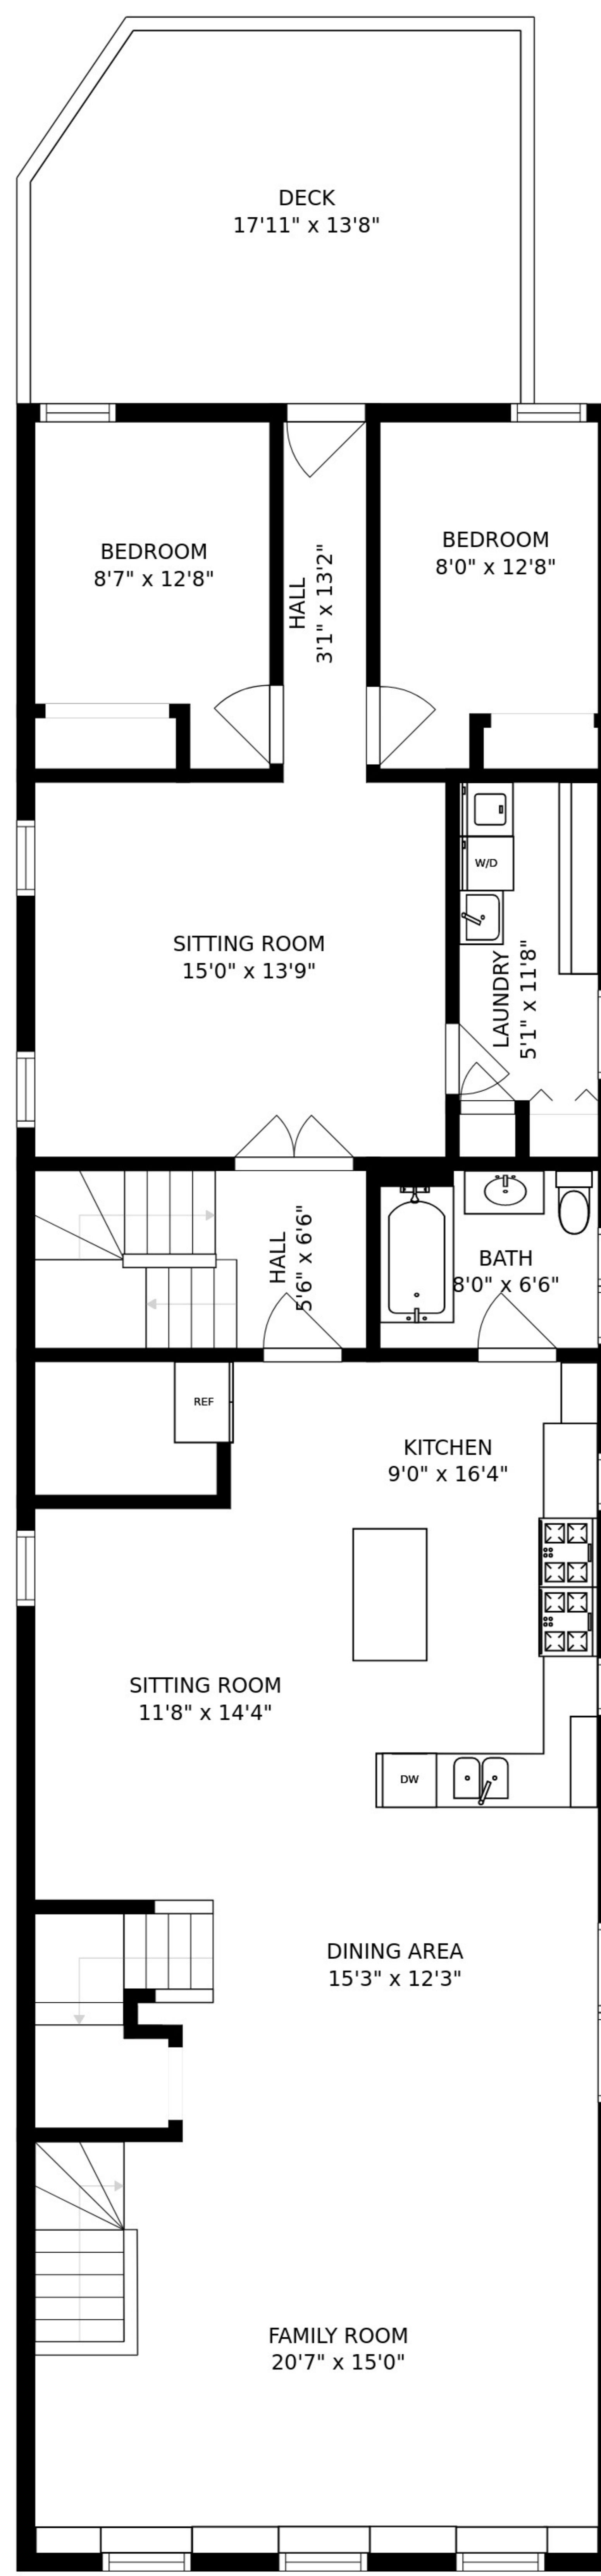 DECK
17'11" x 13'8"
BEDROOM
8'7" x 12'8"
HALL
3'1" x 13'2"
BEDROOM
8'0" x 12'8"
SITTING ROOM
15'0" x 13'9"
W/D
LAUNDRY
5'1" x 11'8"
HALL
5'6" x 6'6"
BATH
8'0" x 6'6"
REF
KITCHEN
9'0" x 16'4"
SITTING ROOM
11'8" x 14'4"
DW
DINING AREA
15'3" x 12'3"
FAMILY ROOM
20'7" x 15'0"